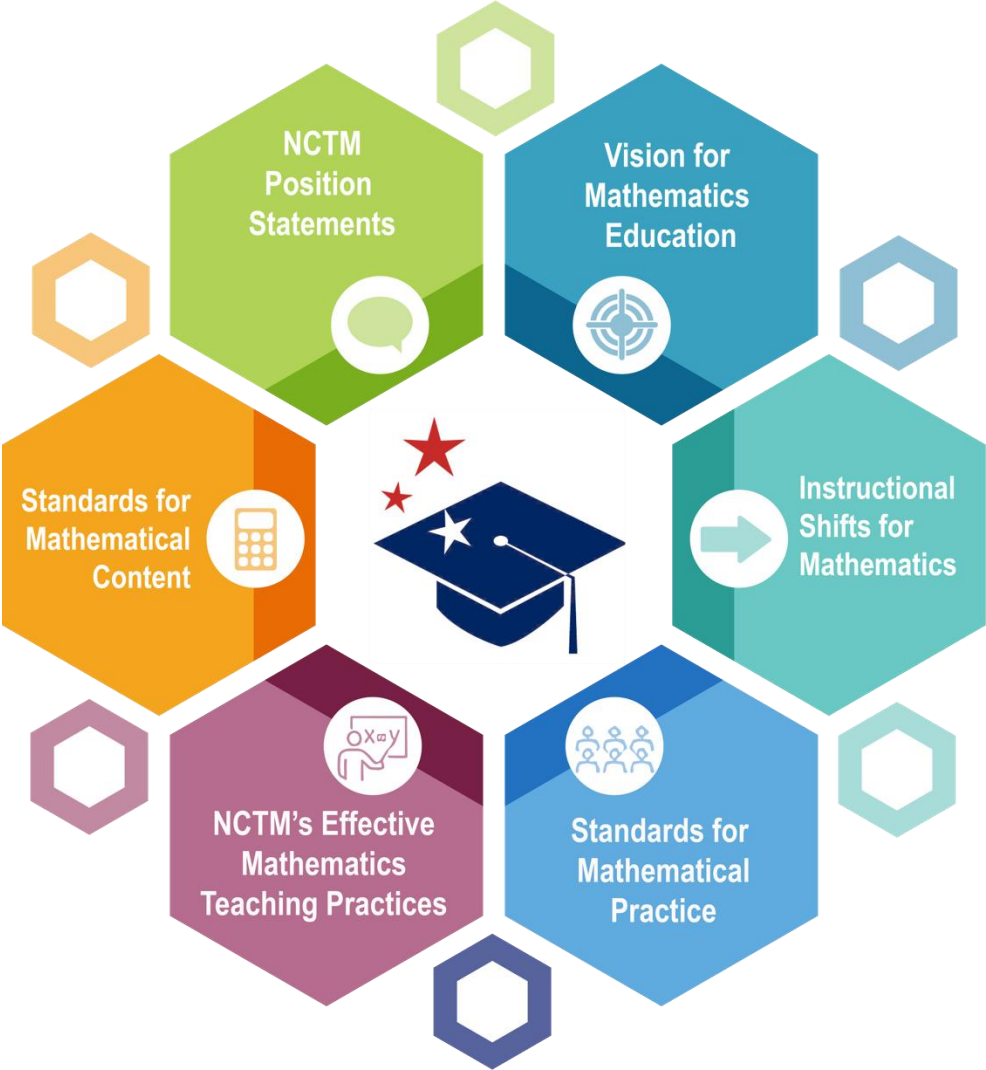 NCTM
Position
Statements
Vision for
Mathematics
Education
Standards for
Mathematical
Content
Instructional
Shifts for
Mathematics
X=y
NCTM's Effective
Mathematics
Teaching Practices
Standards for
Mathematical
Practice